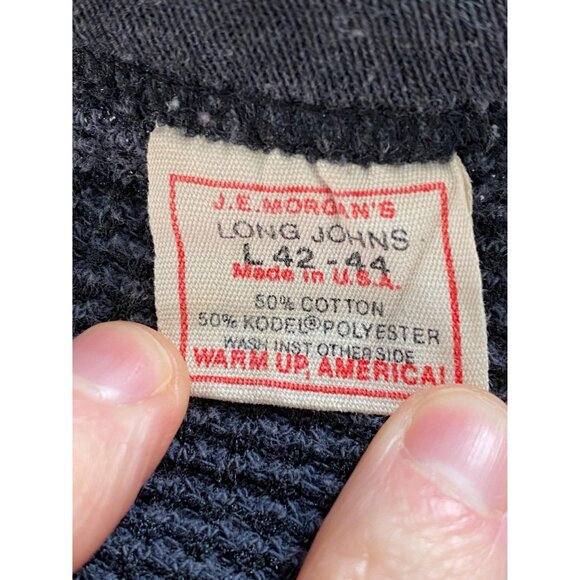 J.E.MORGAN'S
LONG JOHNS
L 42-44
Made in U.S.A.
50% COTTON
50% KODEL® POLYESTER
WASH INST OTHER SIDE
WARM UP, AMERICA!